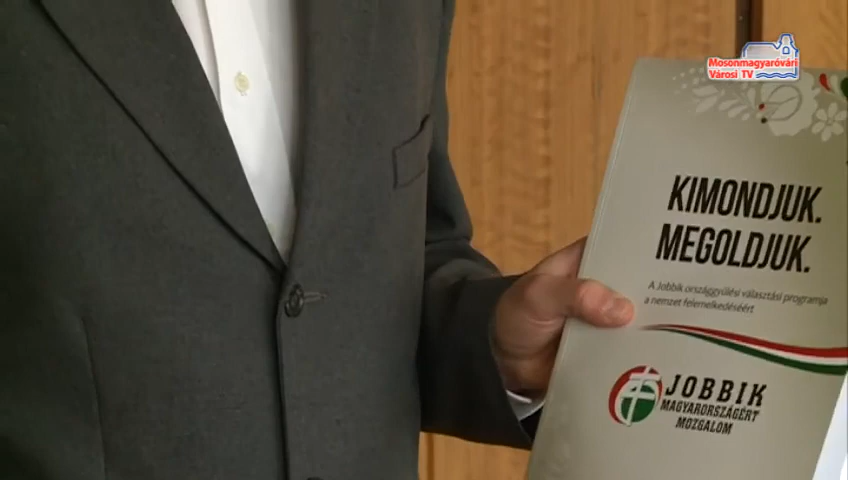 Mosonmagyaróvári
Városi TV
KIMONDJUK.
MEGOLDJUK.
A Jobbik országgyűlési választási programja
a nemzet felemelkedéséért
JOBBIK
MAGYARORSZÁGÉRT
MOZGALOM